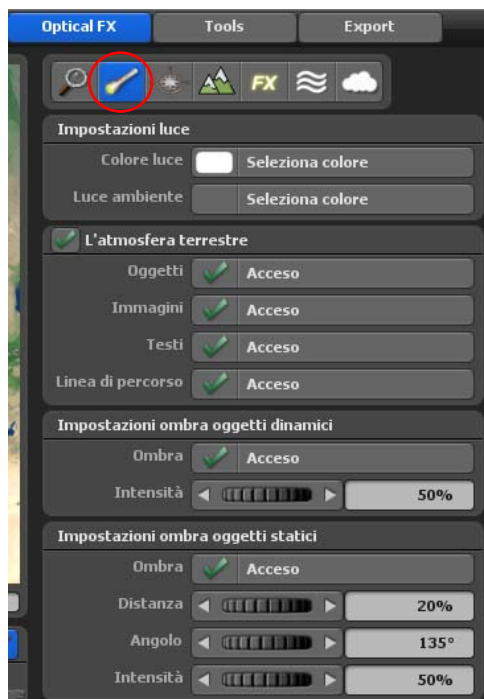 Optical FX Tools Export
FX
Impostazioni luce
Colore luce Seleziona colore
Luce ambiente Seleziona colore
L'atmosfera terrestre
Oggetti Acceso
Immagini Acceso
Testi Acceso
Linea di percorso Acceso
Impostazioni ombra oggetti dinamici
Ombra Acceso
Intensità 50%
Impostazioni ombra oggetti statici
Ombra Acceso
Distanza 20%
Angolo 135°
Intensità 50%